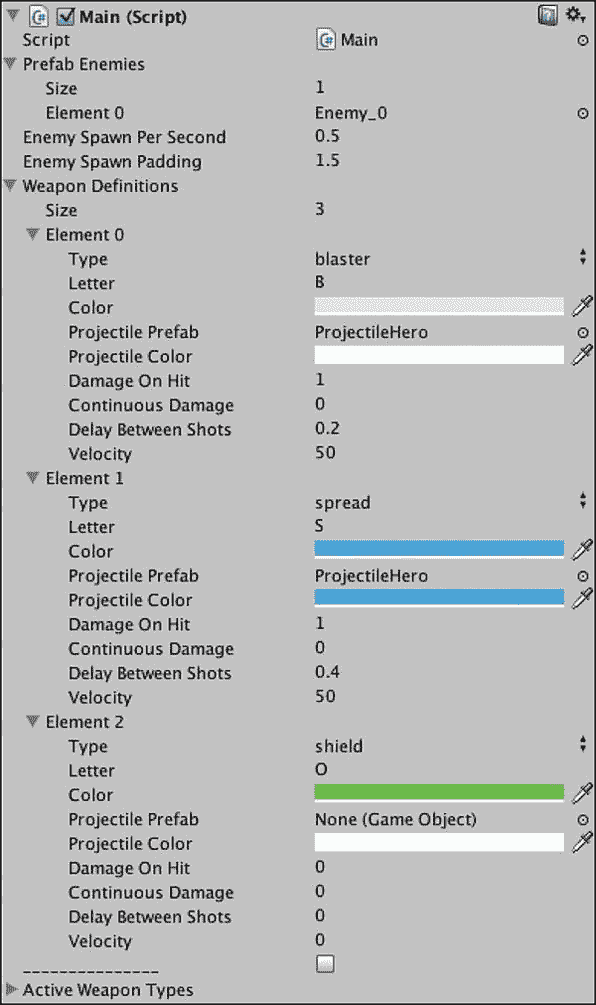 Main (Script)
Script Main
Prefab Enemies
Size 1
Element 0 Enemy_0
Enemy Spawn Per Second 0.5
Enemy Spawn Padding 1.5
Weapon Definitions
Size 3
Element 0
Type blaster
Letter B
Color
Projectile Prefab ProjectileHero
Projectile Color
Damage On Hit 1
Continuous Damage 0
Delay Between Shots 0.2
Velocity 50
Element 1
Type spread
Letter S
Color
Projectile Prefab ProjectileHero
Projectile Color
Damage On Hit 1
Continuous Damage 0
Delay Between Shots 0.4
Velocity 50
Element 2
Type shield
Letter O
Color
Projectile Prefab None (Game Object)
Projectile Color
Damage On Hit 0
Continuous Damage 0
Delay Between Shots 0
Velocity 0
_______________
Active Weapon Types